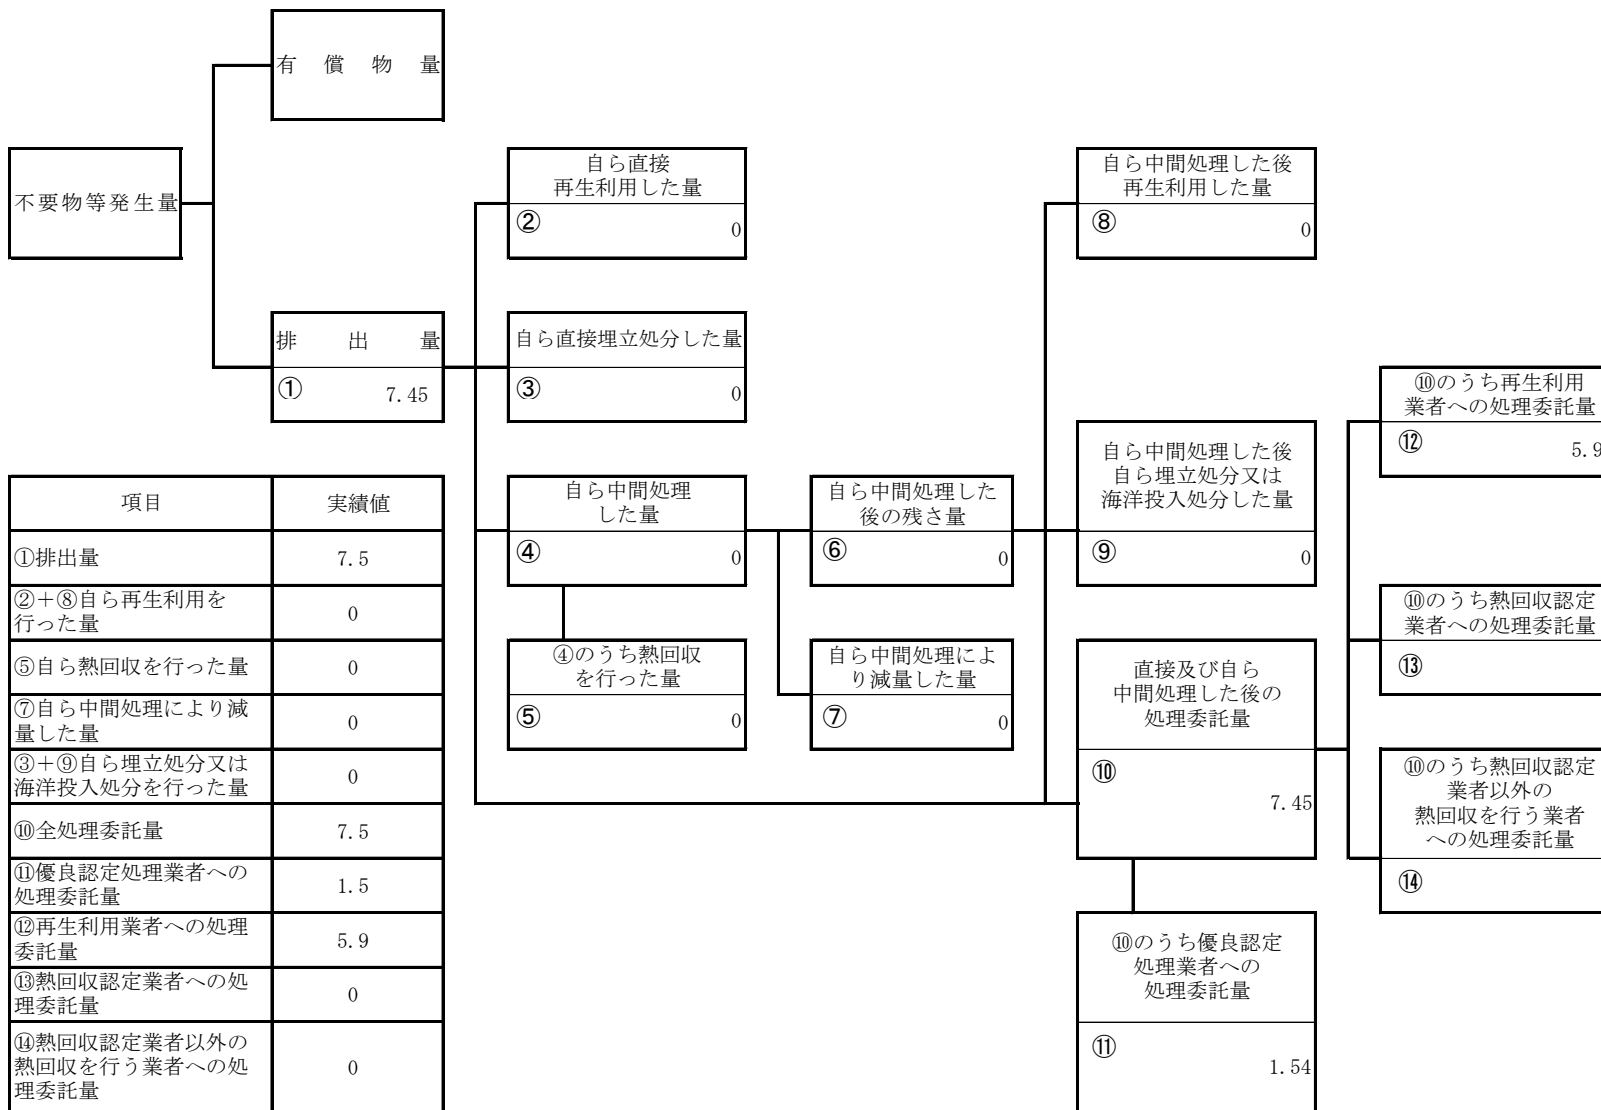 有償物量
不要物等発生量
排出量
① 7.45
自ら直接
再生利用した量
② 0
自ら直接埋立処分した量
③ 0
自ら中間処理
した量
④ 0
④のうち熱回収
を行った量
⑤ 0
自ら中間処理した
後の残さ量
⑥ 0
自ら中間処理によ
り減量した量
⑦ 0
自ら中間処理した後
再生利用した量
⑧ 0
自ら中間処理した後
自ら埋立処分又は
海洋投入処分した量
⑨ 0
直接及び自ら
中間処理した後の
処理委託量
⑩
7.45
⑩のうち優良認定
処理業者への
処理委託量
⑪
1.54
⑩のうち再生利用
業者への処理委託量
⑫ 5.9
⑩のうち熱回収認定
業者への処理委託量
⑬
⑩のうち熱回収認定
業者以外の
熱回収を行う業者
への処理委託量
⑭
項目 実績値
①排出量 7.5
②+⑧自ら再生利用を
行った量 0
⑤自ら熱回収を行った量 0
⑦自ら中間処理により減
量した量 0
③+⑨自ら埋立処分又は
海洋投入処分を行った量 0
⑩全処理委託量 7.5
⑪優良認定処理業者への
処理委託量 1.5
⑫再生利用業者への処理
委託量 5.9
⑬熱回収認定業者への処
理委託量 0
⑭熱回収認定業者以外の
熱回収を行う業者への処
理委託量 0